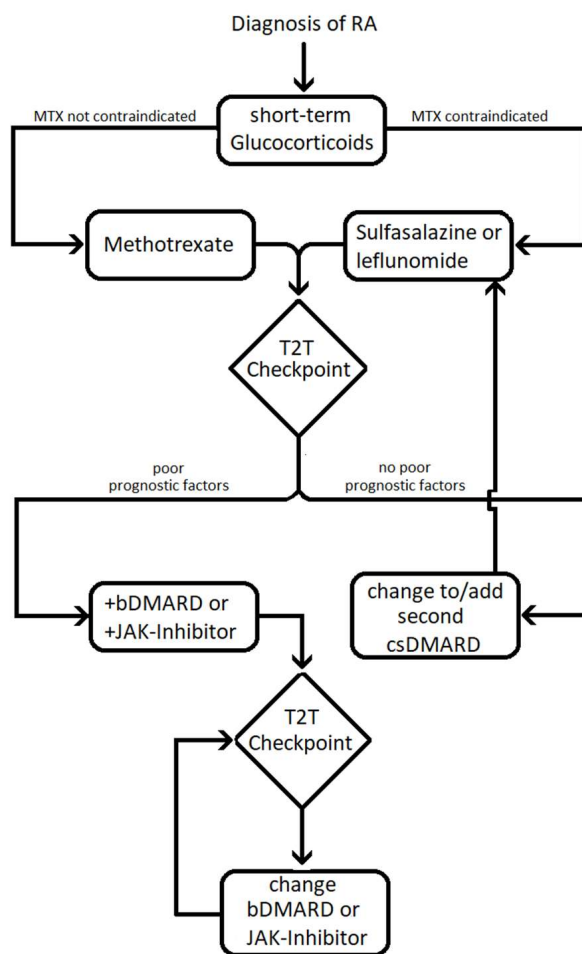 Diagnosis of RA
MTX not contraindicated
short-term
Glucocorticoids
MTX contraindicated
Methotrexate
Sulfasalazine or
leflunomide
T2T
Checkpoint
poor
prognostic factors
no poor
prognostic factors
+bDMARD or
+JAK-Inhibitor
change to/add
second
csDMARD
T2T
Checkpoint
change
bDMARD or
JAK-Inhibitor